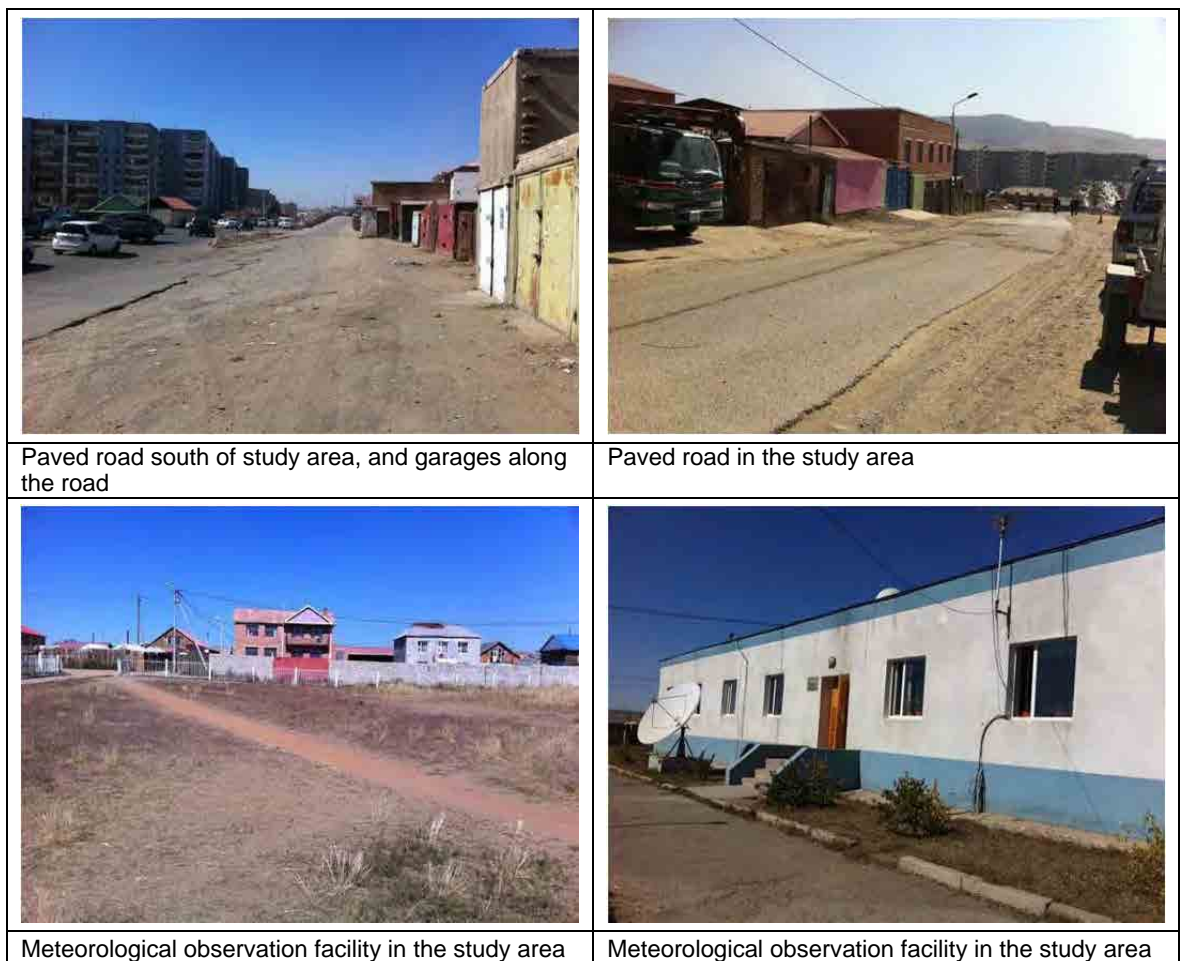 Paved road south of study area, and garages along
the road
Paved road in the study area
Meteorological observation facility in the study area
Meteorological observation facility in the study area